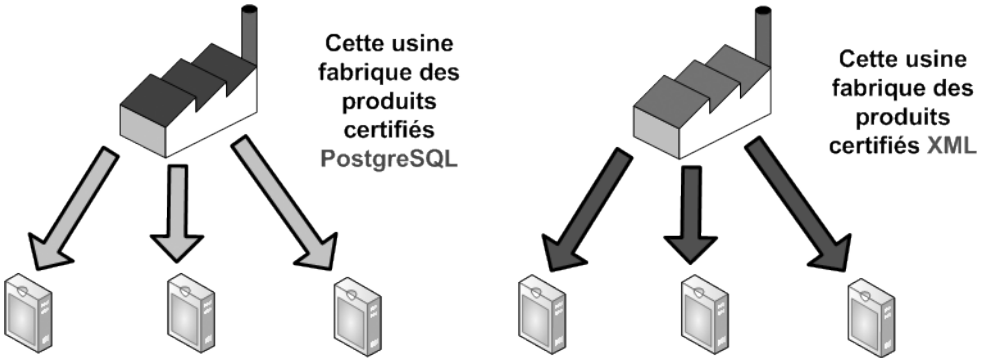 Cette usine
fabrique des
produits
certifiés
PostgreSQL
Cette usine
fabrique des
produits
certifiés XML